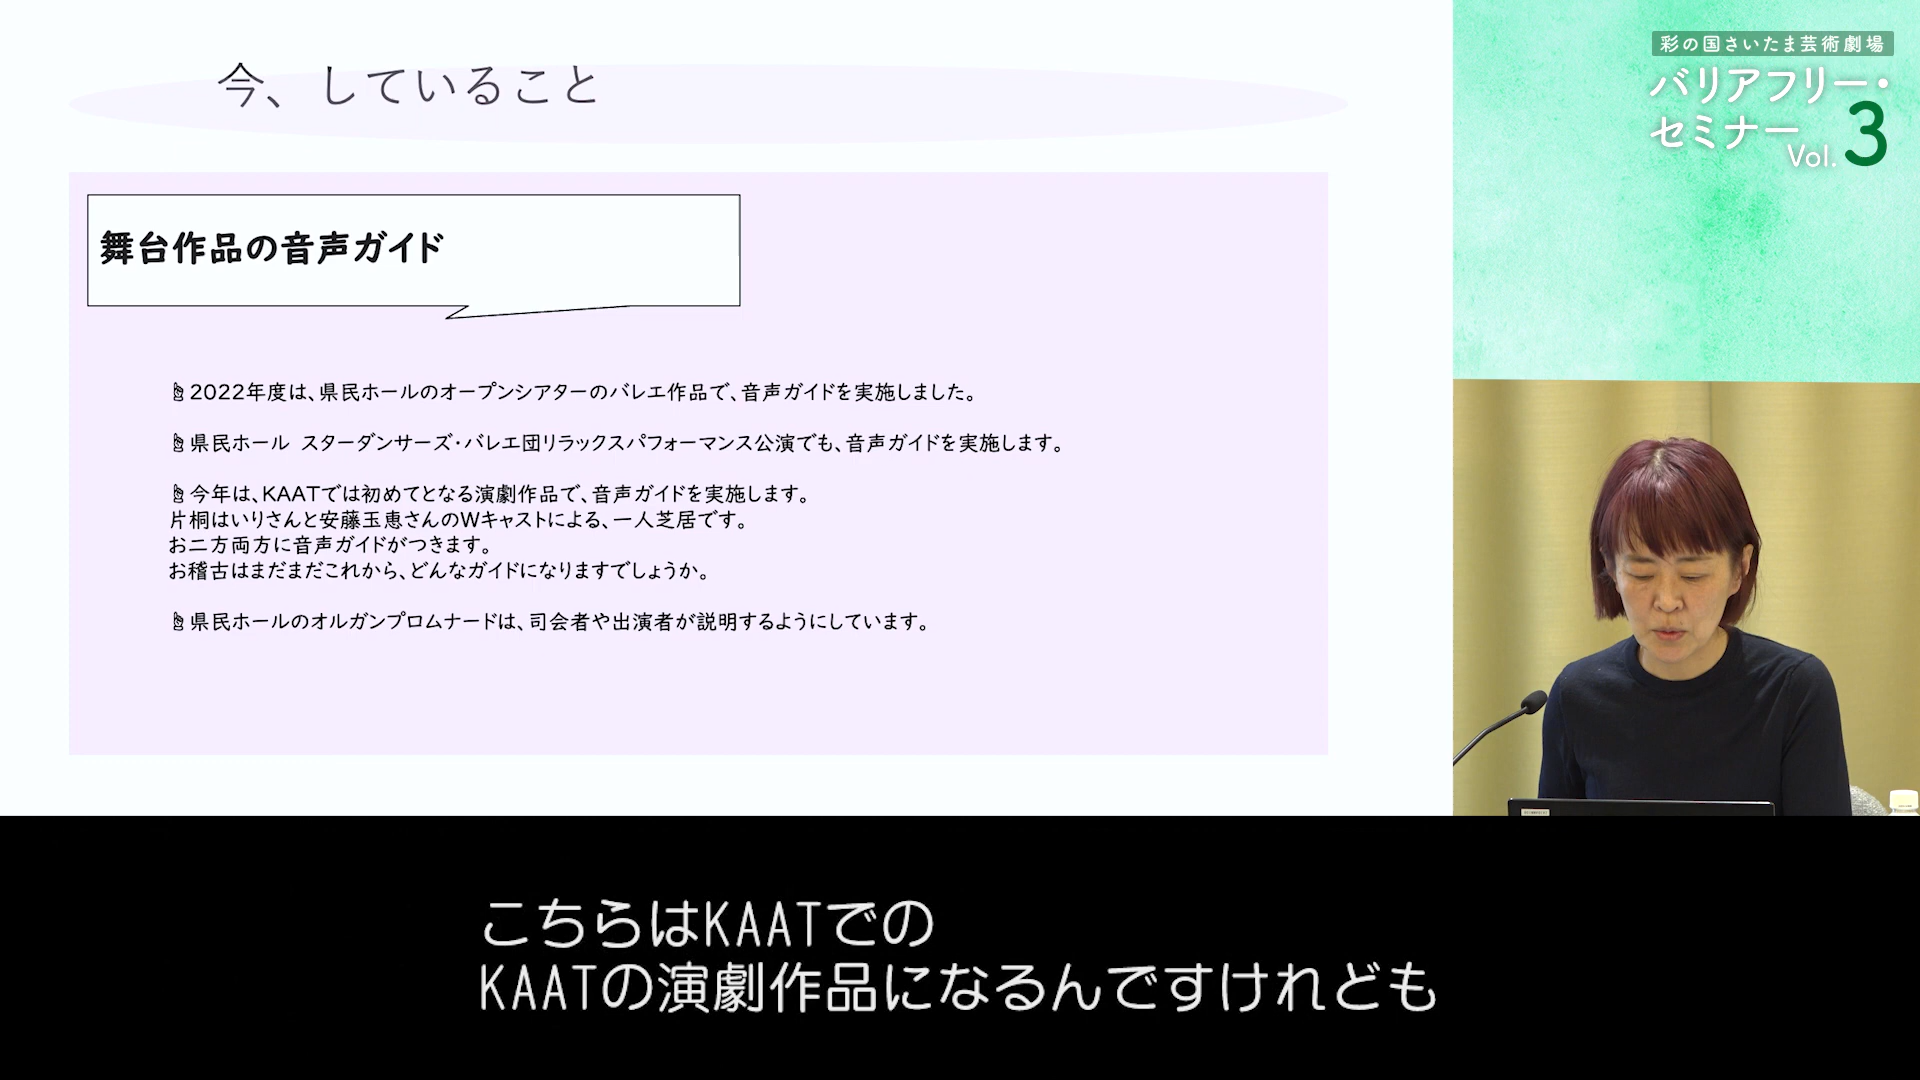 今、していること
舞台作品の音声ガイド
☝2022年度は、県民ホールのオープンシアターのバレエ作品で、音声ガイドを実施しました。
☝県民ホール スターダンサーズ・バレエ団リラックスパフォーマンス公演でも、音声ガイドを実施します。
☝今年は、KAATでは初めてとなる演劇作品で、音声ガイドを実施します。
片桐はいりさんと安藤玉恵さんのWキャストによる、一人芝居です。
お二方両方に音声ガイドがつきます。
お稽古はまだまだこれから、どんなガイドになりますでしょうか。
☝県民ホールのオルガンプロムナードは、司会者や出演者が説明するようにしています。
彩の国さいたま芸術劇場
バリアフリー・
セミナー
Vol.3
こちらはKAATでの
KAATの演劇作品になるんですけれども